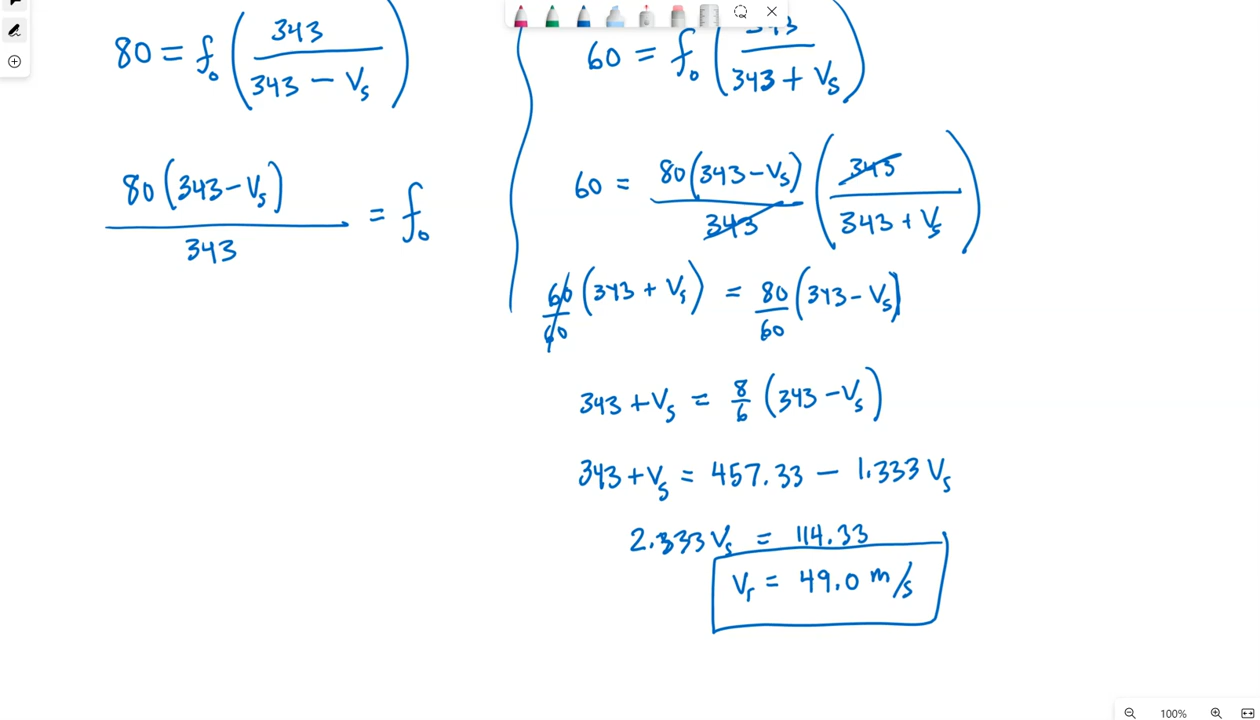 80 = f₀ (343 / (343 − Vs))
80(343 − Vs) / 343 = f₀
60 = f₀ (343 / (343 + Vs))
60 = 80(343 − Vs) / 343 (343 / (343 + Vs))
60/60 (343 + Vs) = 80/60 (343 − Vs)
343 + Vs = 8/6 (343 − Vs)
343 + Vs = 457.33 − 1.333 Vs
2.333 Vs = 114.33
Vs = 49.0 m/s
100%